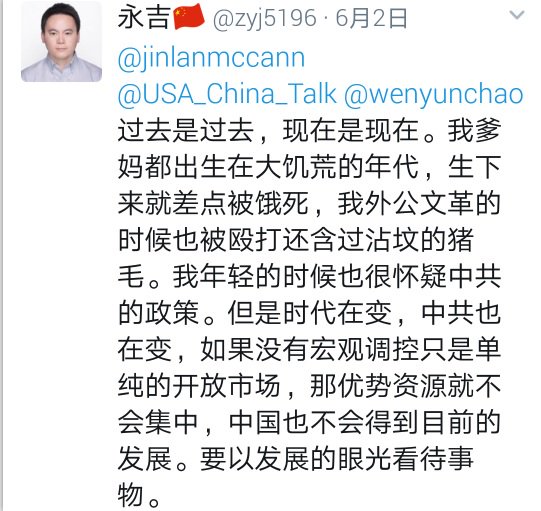 永吉🇨🇳 @zyj5196 · 6月2日
@jinlanmccann
@USA_China_Talk @wenyunchao
过去是过去，现在是现在。我爹
妈都出生在大饥荒的年代，生下
来就差点被饿死，我外公文革的
时候也被殴打还含过沾坟的猪
毛。我年轻的时候也很怀疑中共
的政策。但是时代在变，中共也
在变，如果没有宏观调控只是单
纯的开放市场，那优势资源就不
会集中，中国也不会得到目前的
发展。要以发展的眼光看待事
物。